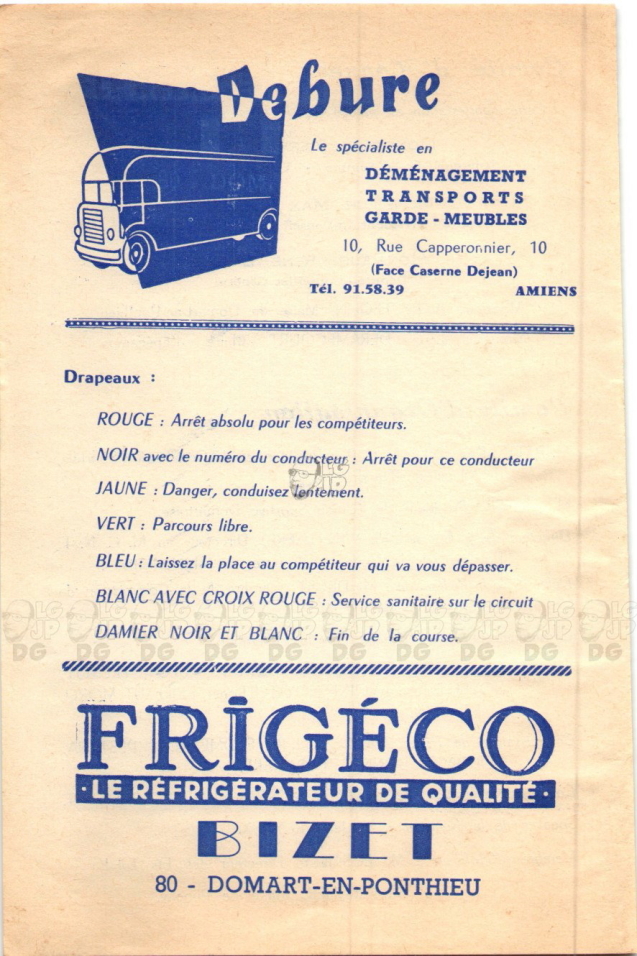 Debure
Le spécialiste en
DÉMÉNAGEMENT
TRANSPORTS
GARDE - MEUBLES
10, Rue Capperonnier, 10
(Face Caserne Dejean)
Tél. 91.58.39 AMIENS
Drapeaux :
ROUGE : Arrêt absolu pour les compétiteurs.
NOIR avec le numéro du conducteur : Arrêt pour ce conducteur
JAUNE : Danger, conduisez lentement.
VERT : Parcours libre.
BLEU : Laissez la place au compétiteur qui va vous dépasser.
BLANC AVEC CROIX ROUGE : Service sanitaire sur le circuit
DAMIER NOIR ET BLANC : Fin de la course.
FRIGÉCO
·LE RÉFRIGÉRATEUR DE QUALITÉ·
BIZET
80 - DOMART-EN-PONTHIEU